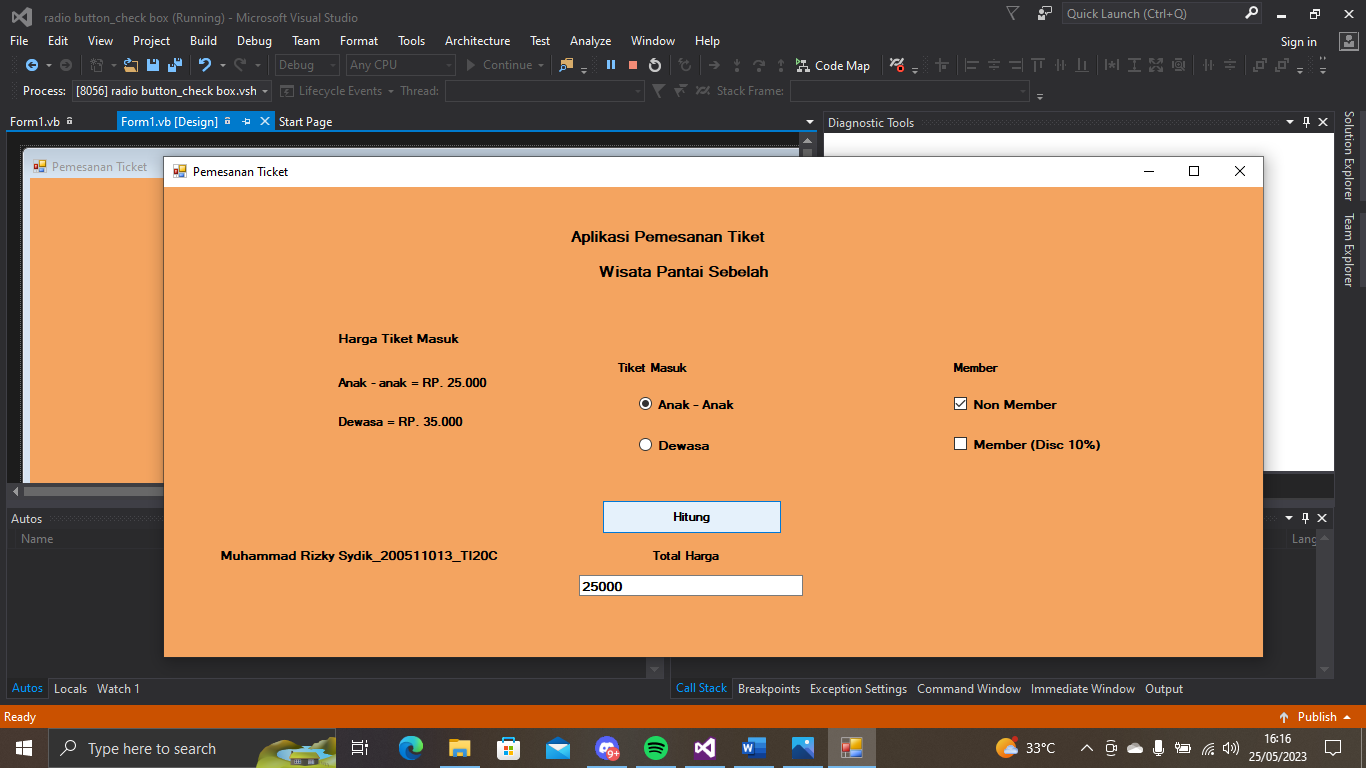 radio button_check box (Running) - Microsoft Visual Studio
Quick Launch (Ctrl+Q)
File Edit View Project Build Debug Team Format Tools Architecture Test Analyze Window Help
Sign in
Debug Any CPU Continue Code Map
Process: [8056] radio button_check box.vsh Lifecycle Events Thread: Stack Frame:
Form1.vb Form1.vb [Design] Start Page
Diagnostic Tools
Solution Explorer
Team Explorer
Pemesanan Ticket
Pemesanan Ticket
Aplikasi Pemesanan Tiket
Wisata Pantai Sebelah
Harga Tiket Masuk
Anak - anak = RP. 25.000
Dewasa = RP. 35.000
Tiket Masuk
Anak - Anak
Dewasa
Member
Non Member
Member (Disc 10%)
Hitung
Muhammad Rizky Sydik_200511013_TI20C
Total Harga
25000
Autos
Name
Lang
Autos Locals Watch 1
Call Stack Breakpoints Exception Settings Command Window Immediate Window Output
Ready
Publish
Type here to search
9+
33°C
16:16
25/05/2023